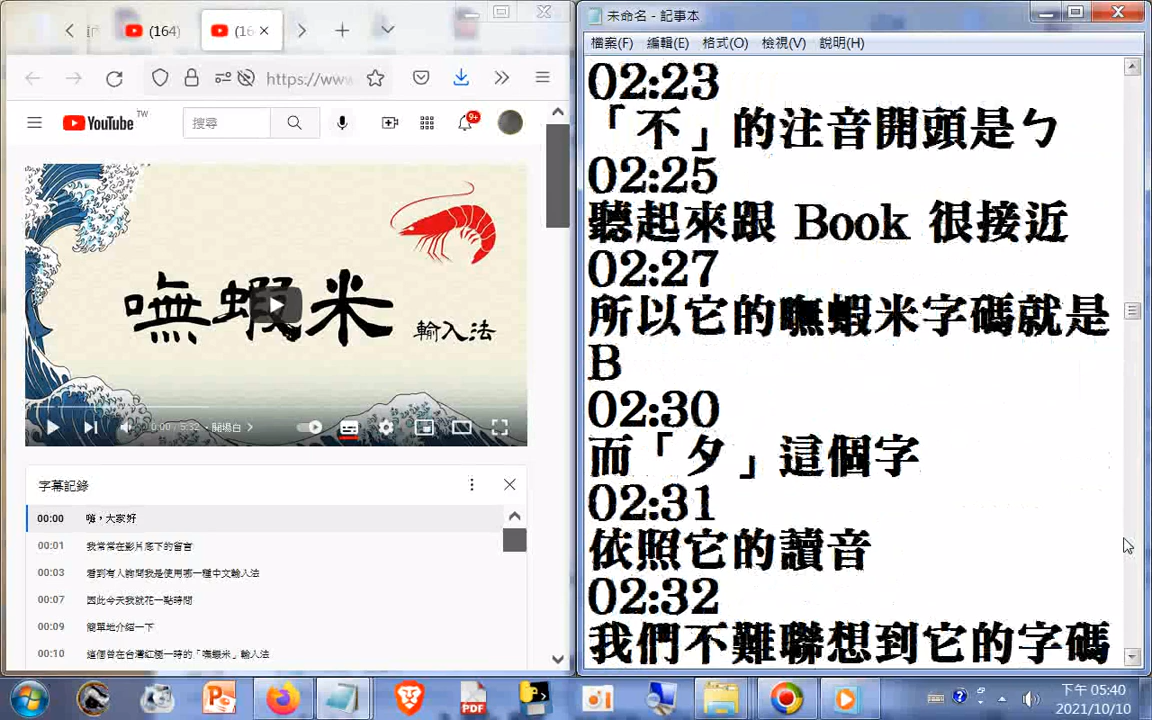 (164)
(16
https://www
YouTube TW
搜尋
9+
嘸蝦米 輸入法
0:00 / 5:32 • 開場白
字幕記錄
00:00 嗨，大家好
00:01 我常常在影片底下的留言
00:03 看到有人詢問我是使用哪一種中文輸入法
00:07 因此今天我就花一點時間
00:09 簡單地介紹一下
00:10 這個曾在台灣紅極一時的「嘸蝦米」輸入法
未命名 - 記事本
檔案(F) 編輯(E) 格式(O) 檢視(V) 說明(H)
02:23
「不」的注音開頭是ㄅ
02:25
聽起來跟 Book 很接近
02:27
所以它的嘸蝦米字碼就是
B
02:30
而「夕」這個字
02:31
依照它的讀音
02:32
我們不難聯想到它的字碼
PDF
下午 05:40
2021/10/10